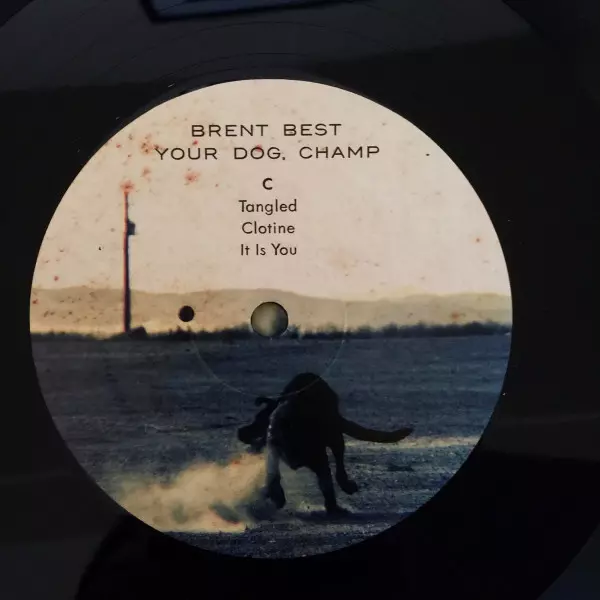 BRENT BEST
YOUR DOG, CHAMP
C
Tangled
Clotine
It Is You